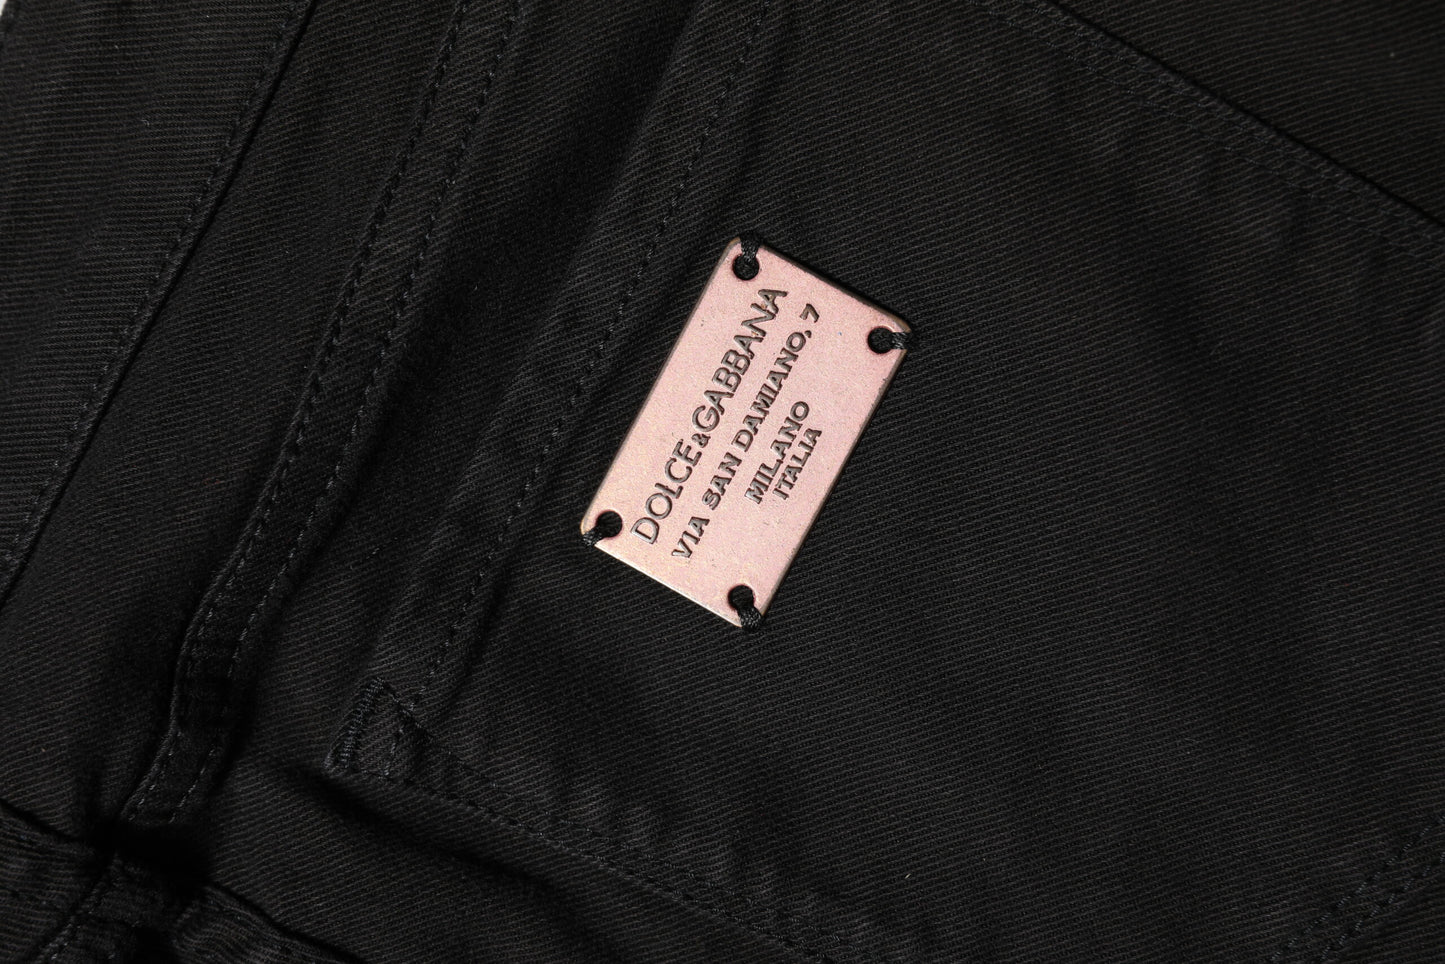 DOLCE&GABBANA
VIA SAN DAMIANO, 7
MILANO
ITALIA